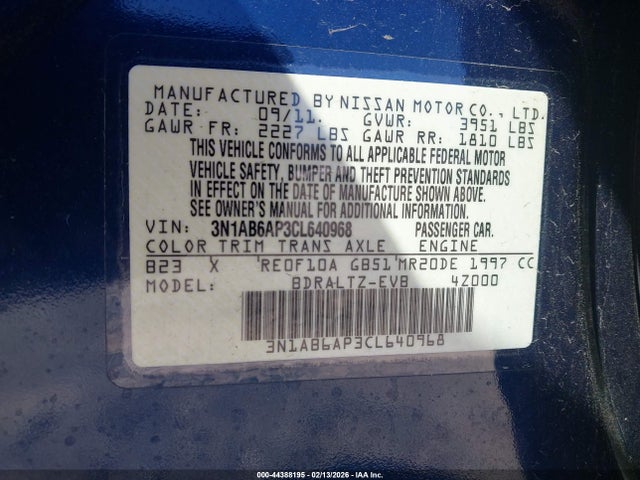 MANUFACTURED BY NISSAN MOTOR CO., LTD.
DATE: 09/11. GVWR: 3951 LBS
GAWR FR: 2227 LBS GAWR RR: 1810 LBS
THIS VEHICLE CONFORMS TO ALL APPLICABLE FEDERAL MOTOR
VEHICLE SAFETY, BUMPER AND THEFT PREVENTION STANDARDS
IN EFFECT ON THE DATE OF MANUFACTURE SHOWN ABOVE.
SEE OWNER'S MANUAL FOR ADDITIONAL INFORMATION.
VIN: 3N1AB6AP3CL640968 PASSENGER CAR.
COLOR TRIM TRANS AXLE ENGINE
B23 X 'RE0F10A GB51'MR20DE 1997 CC
MODEL: BDRALTZ-EVB 4Z000
3N1AB6AP3CL640968
000-44388195 - 02/13/2026 - IAA Inc.